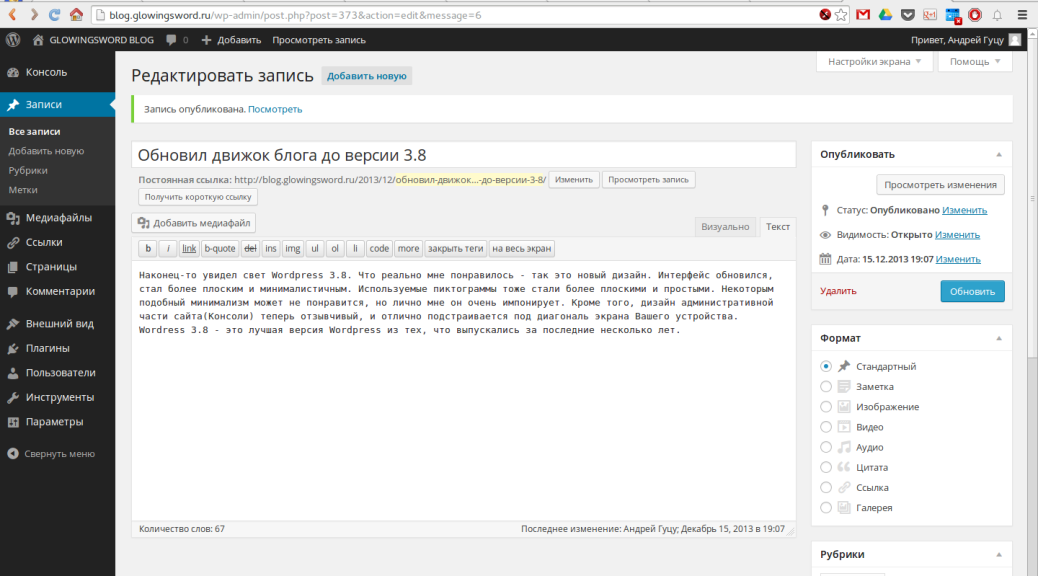 blog.glowingsword.ru/wp-admin/post.php?post=373&action=edit&message=6
GLOWINGSWORD BLOG 0 Добавить Просмотреть запись Привет, Андрей Гуцу
Консоль
Записи
Все записи
Добавить новую
Рубрики
Метки
Медиафайлы
Ссылки
Страницы
Комментарии
Внешний вид
Плагины
Пользователи
Инструменты
Параметры
Свернуть меню
Настройки экрана Помощь
Редактировать запись Добавить новую
Запись опубликована. Посмотреть
Обновил движок блога до версии 3.8
Постоянная ссылка: http://blog.glowingsword.ru/2013/12/обновил-движок...-до-версии-3-8/ Изменить Просмотреть запись
Получить короткую ссылку
Добавить медиафайл
Визуально Текст
b i link b-quote del ins img ul ol li code more закрыть теги на весь экран
Наконец-то увидел свет Wordpress 3.8. Что реально мне понравилось - так это новый дизайн. Интерфейс обновился,
стал более плоским и минималистичным. Используемые пиктограммы тоже стали более плоскими и простыми. Некоторым
подобный минимализм может не понравится, но лично мне он очень импонирует. Кроме того, дизайн административной
части сайта(Консоли) теперь отзывчивый, и отлично подстраивается под диагональ экрана Вашего устройства.
Wordress 3.8 - это лучшая версия Wordpress из тех, что выпускались за последние несколько лет.
Количество слов: 67 Последнее изменение: Андрей Гуцу; Декабрь 15, 2013 в 19:07
Опубликовать
Просмотреть изменения
Статус: Опубликовано Изменить
Видимость: Открыто Изменить
Дата: 15.12.2013 19:07 Изменить
Удалить Обновить
Формат
Стандартный
Заметка
Изображение
Видео
Аудио
Цитата
Ссылка
Галерея
Рубрики